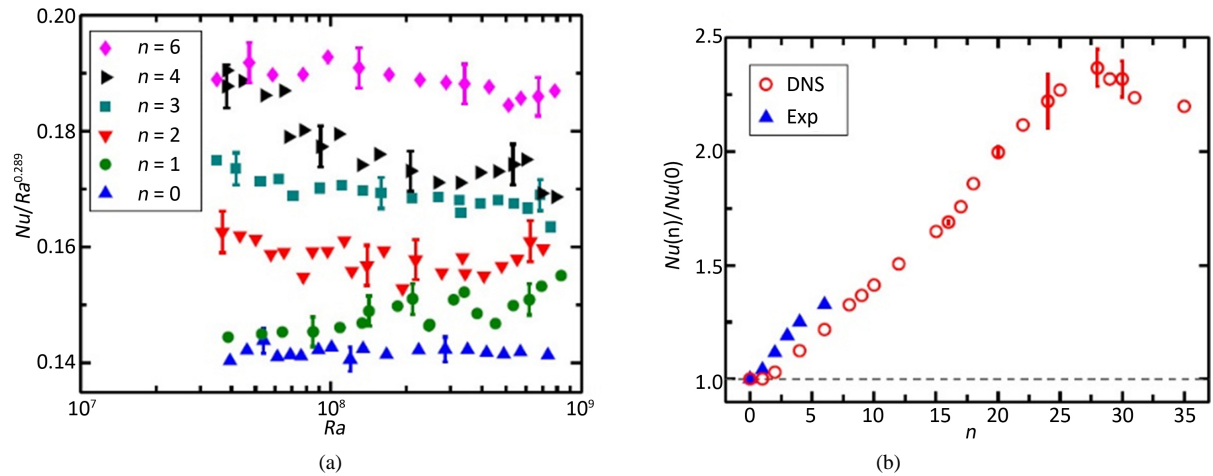 0.20
0.18
0.16
0.14
Nu/Ra^0.289
n = 6
n = 4
n = 3
n = 2
n = 1
n = 0
10^7
10^8
10^9
Ra
(a)
2.5
2.0
1.5
1.0
Nu(n)/Nu(0)
DNS
Exp
0
5
10
15
20
25
30
35
n
(b)